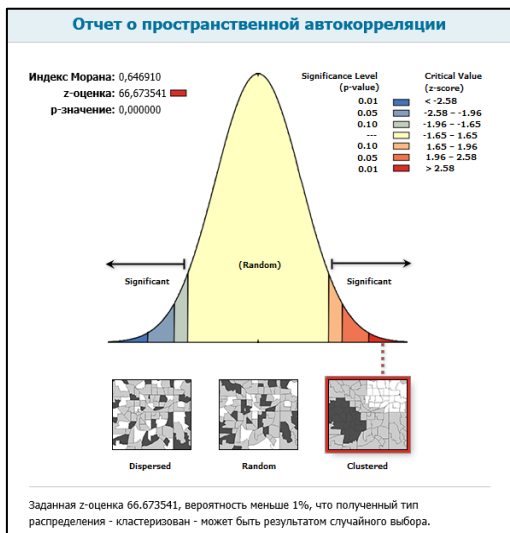 Отчет о пространственной автокорреляции
Индекс Морана: 0,646910
z-оценка: 66,673541
p-значение: 0,000000
Significance Level Critical Value
(p-value) (z-score)
0.01 < -2.58
0.05 -2.58 – -1.96
0.10 -1.96 – -1.65
--- -1.65 – 1.65
0.10 1.65 – 1.96
0.05 1.96 – 2.58
0.01 > 2.58
(Random)
Significant Significant
Dispersed Random Clustered
Заданная z-оценка 66.673541, вероятность меньше 1%, что полученный тип
распределения - кластеризован - может быть результатом случайного выбора.